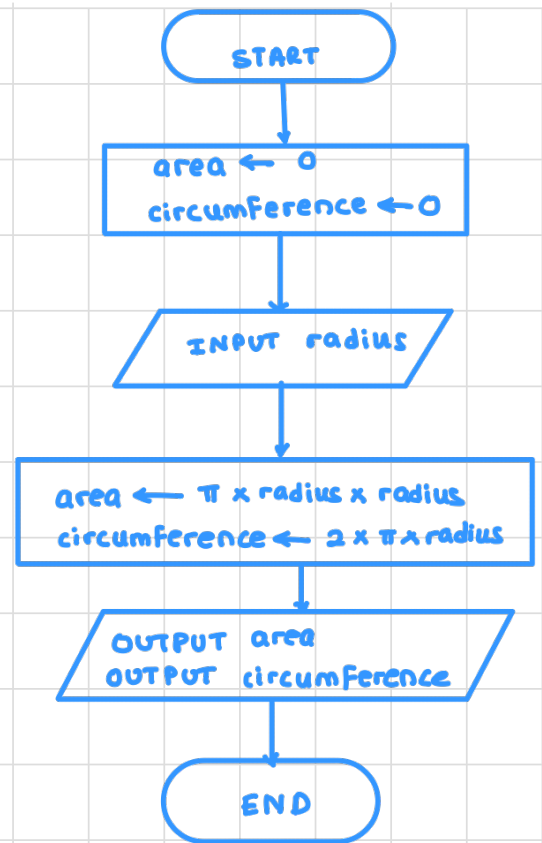 START
area ← 0
circumference ← 0
INPUT radius
area ← π x radius x radius
circumference ← 2 x π x radius
OUTPUT area
OUTPUT circumference
END